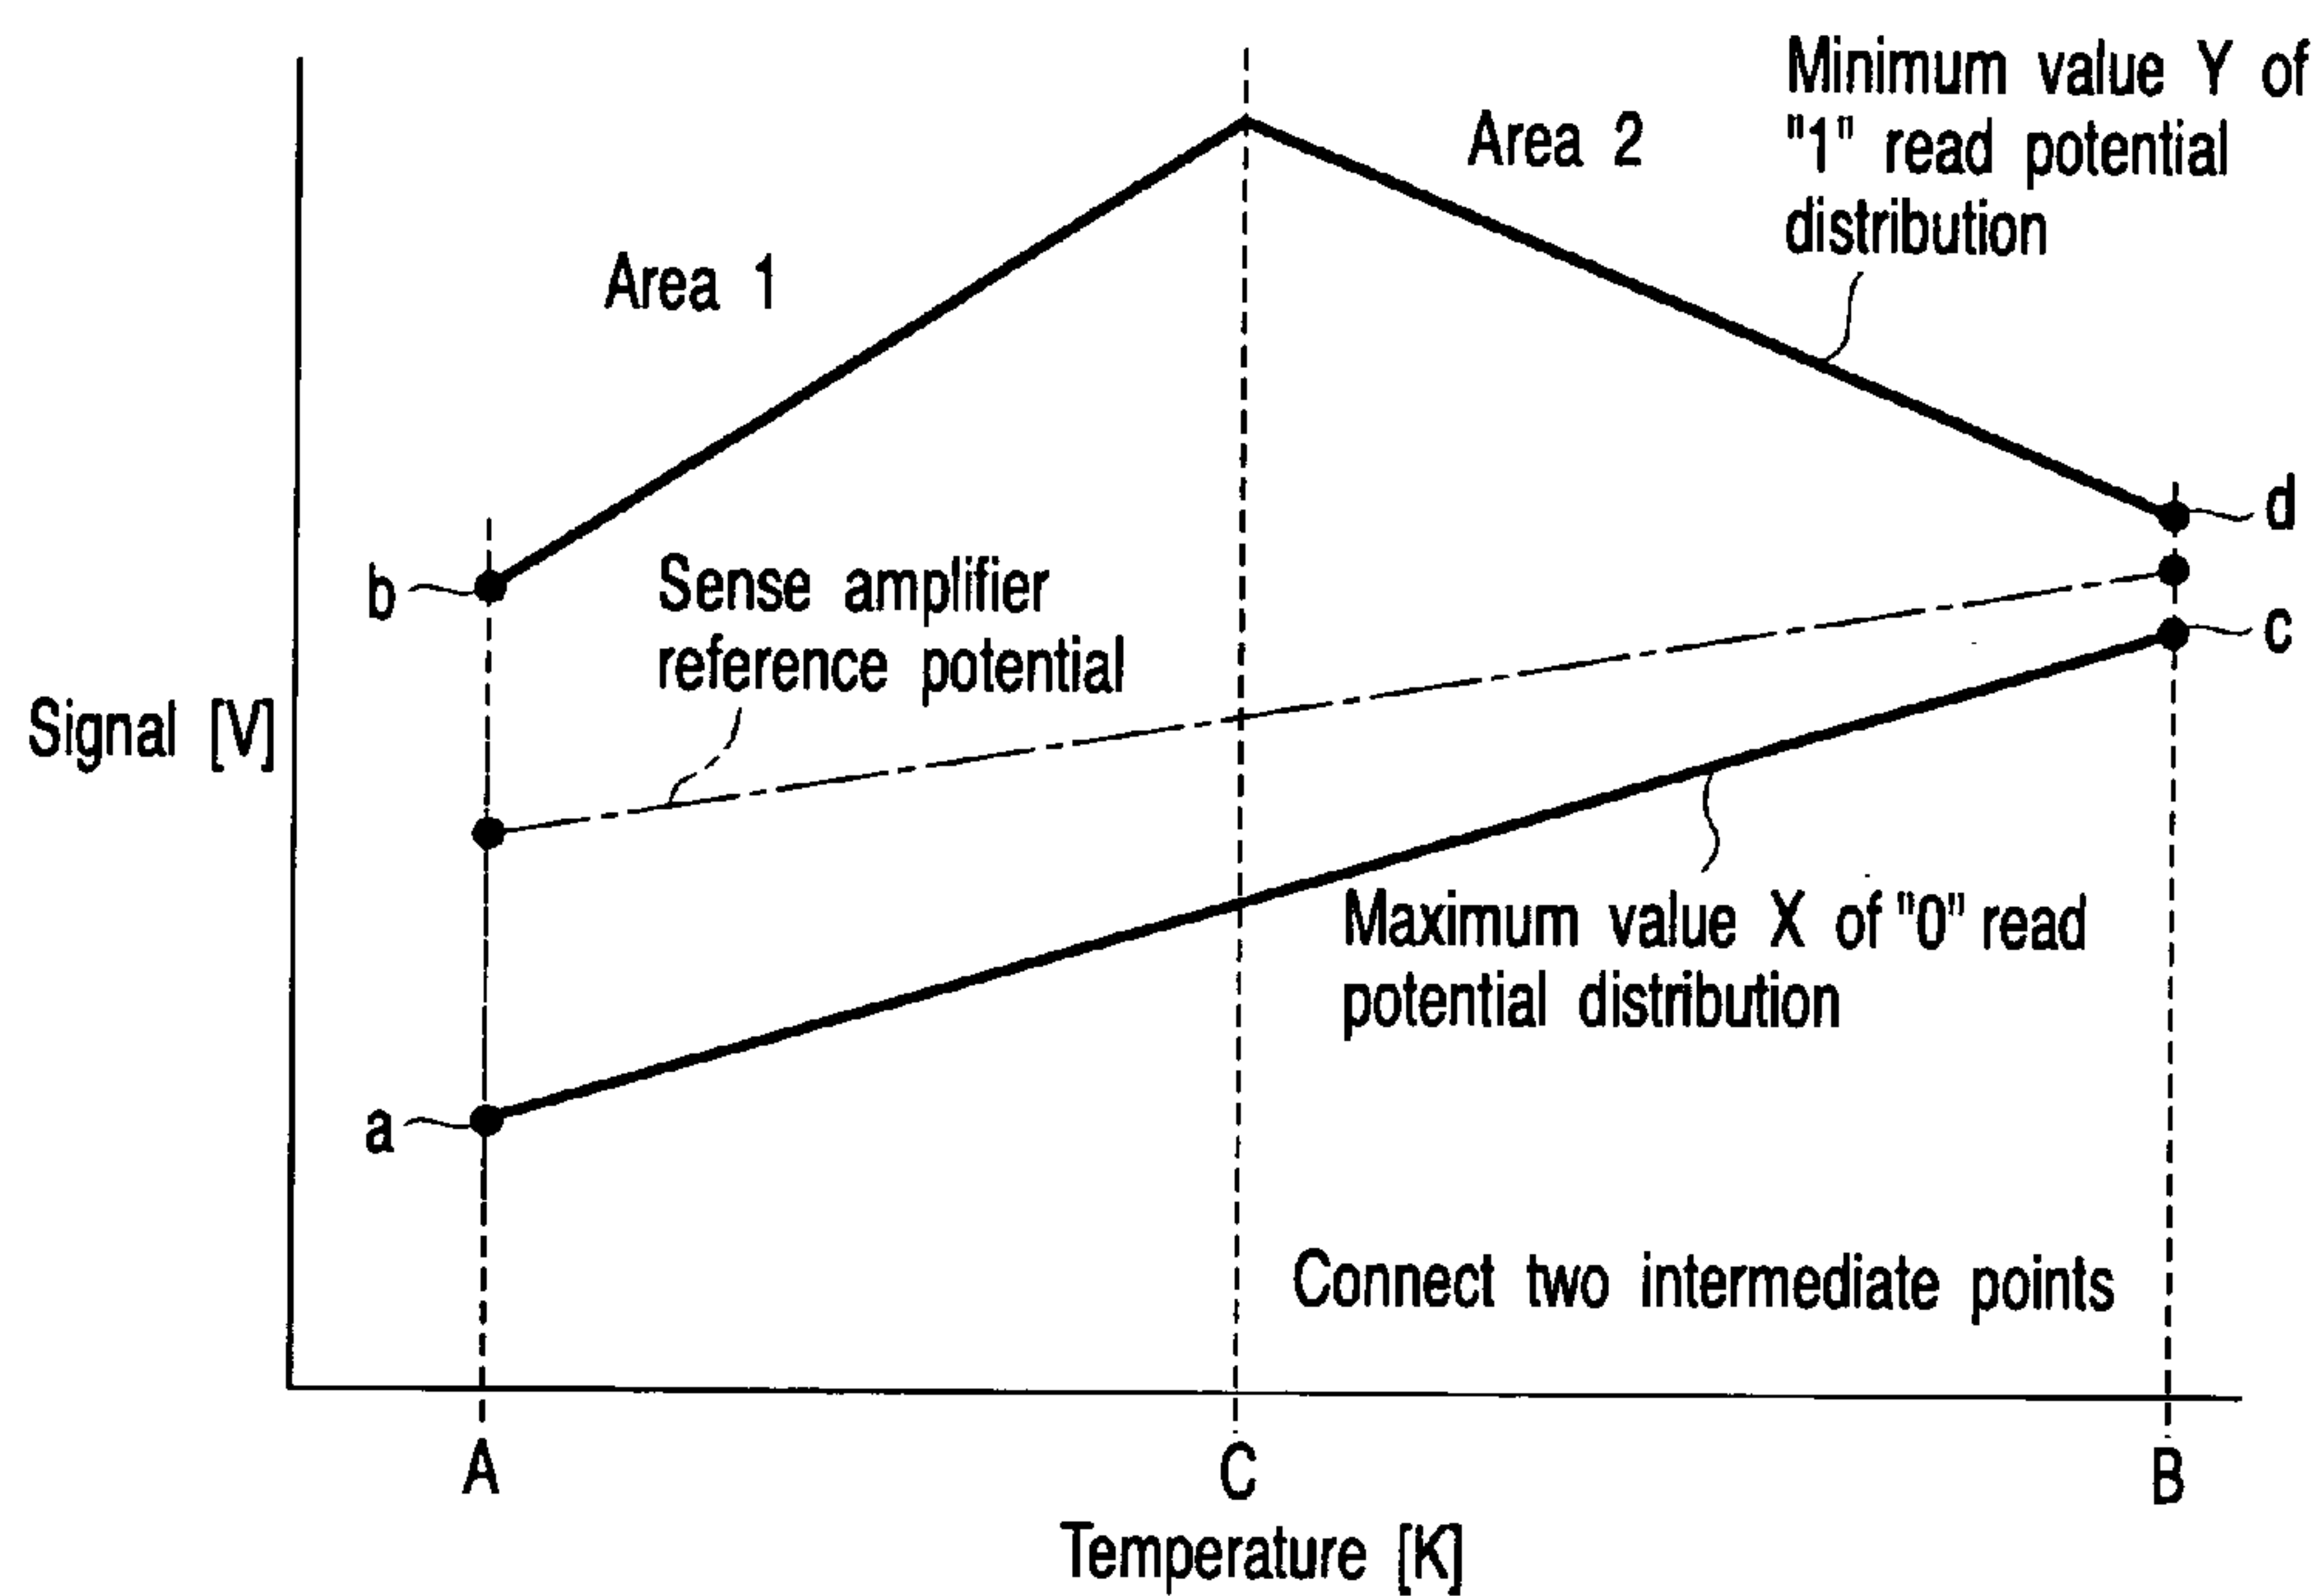 Minimum value Y of
"1" read potential
distribution
Area 2
Area 1
d
b
Sense amplifier
reference potential
c
Signal [V]
Maximum value X of "0" read
potential distribution
a
Connect two intermediate points
A
C
B
Temperature [K]